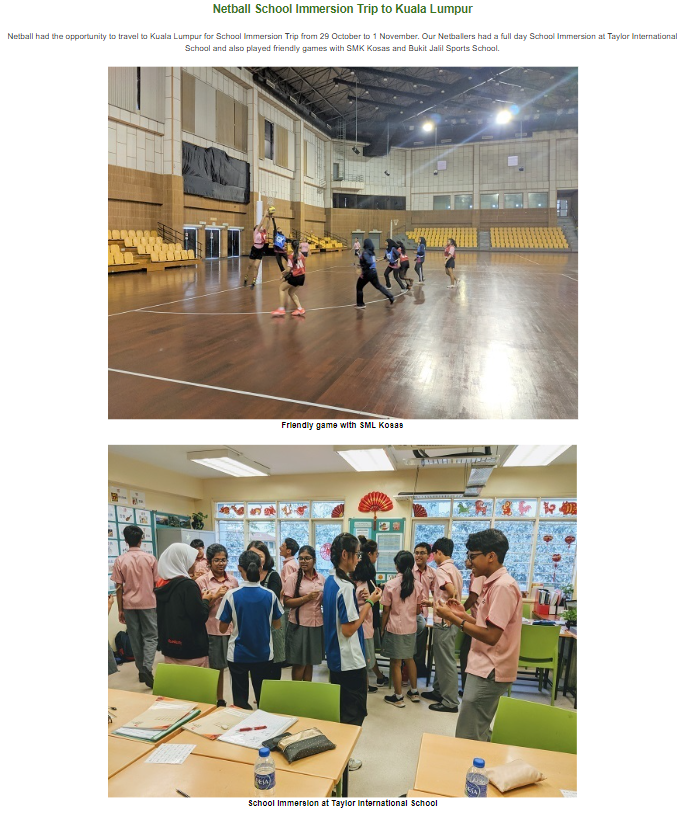 Netball School Immersion Trip to Kuala Lumpur
Netball had the opportunity to travel to Kuala Lumpur for School Immersion Trip from 29 October to 1 November. Our Netballers had a full day School Immersion at Taylor International
School and also played friendly games with SMK Kosas and Bukit Jalil Sports School.
Friendly game with SML Kosas
School Immersion at Taylor International School